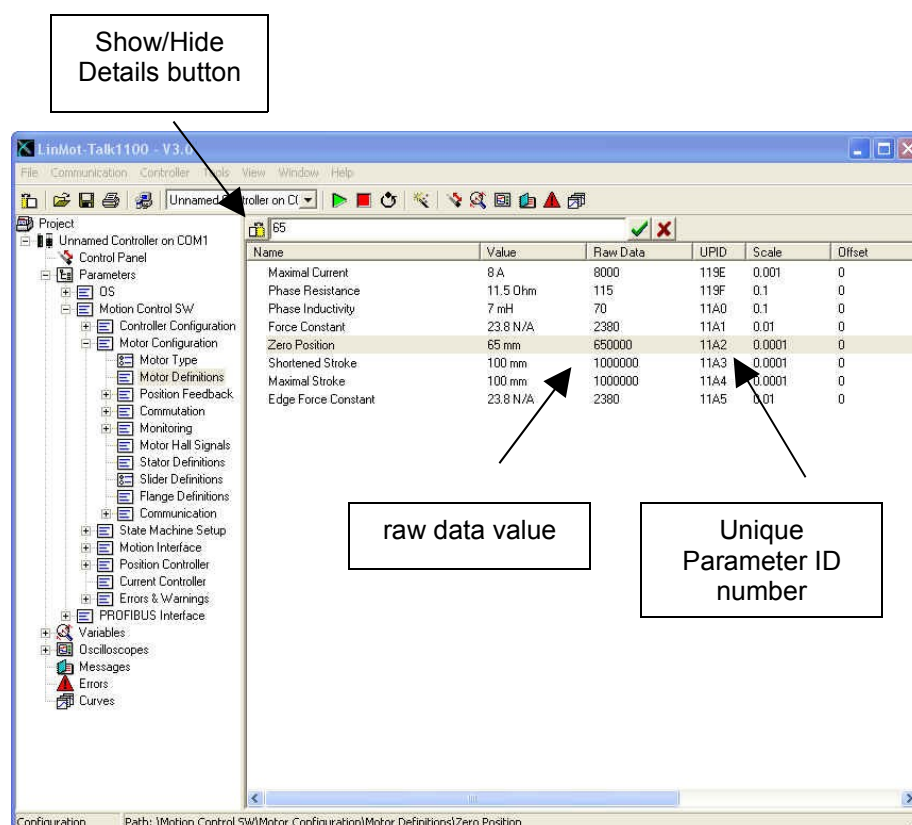 Show/Hide
Details button
LinMot-Talk1100 - V3.0
File Communication Controller Tools View Window Help
Unnamed Controller on C
Project
Unnamed Controller on COM1
Control Panel
Parameters
OS
Motion Control SW
Controller Configuration
Motor Configuration
Motor Type
Motor Definitions
Position Feedback
Commutation
Monitoring
Motor Hall Signals
Stator Definitions
Slider Definitions
Flange Definitions
Communication
State Machine Setup
Motion Interface
Position Controller
Current Controller
Errors & Warnings
PROFIBUS Interface
Variables
Oscilloscopes
Messages
Errors
Curves
65
Name Value Raw Data UPID Scale Offset
Maximal Current 8 A 8000 119E 0.001 0
Phase Resistance 11.5 Ohm 115 119F 0.1 0
Phase Inductivity 7 mH 70 11A0 0.1 0
Force Constant 23.8 N/A 2380 11A1 0.01 0
Zero Position 65 mm 650000 11A2 0.0001 0
Shortened Stroke 100 mm 1000000 11A3 0.0001 0
Maximal Stroke 100 mm 1000000 11A4 0.0001 0
Edge Force Constant 23.8 N/A 2380 11A5 0.01 0
raw data value
Unique
Parameter ID
number
Configuration Path: \Motion Control SW\Motor Configuration\Motor Definitions\Zero Position